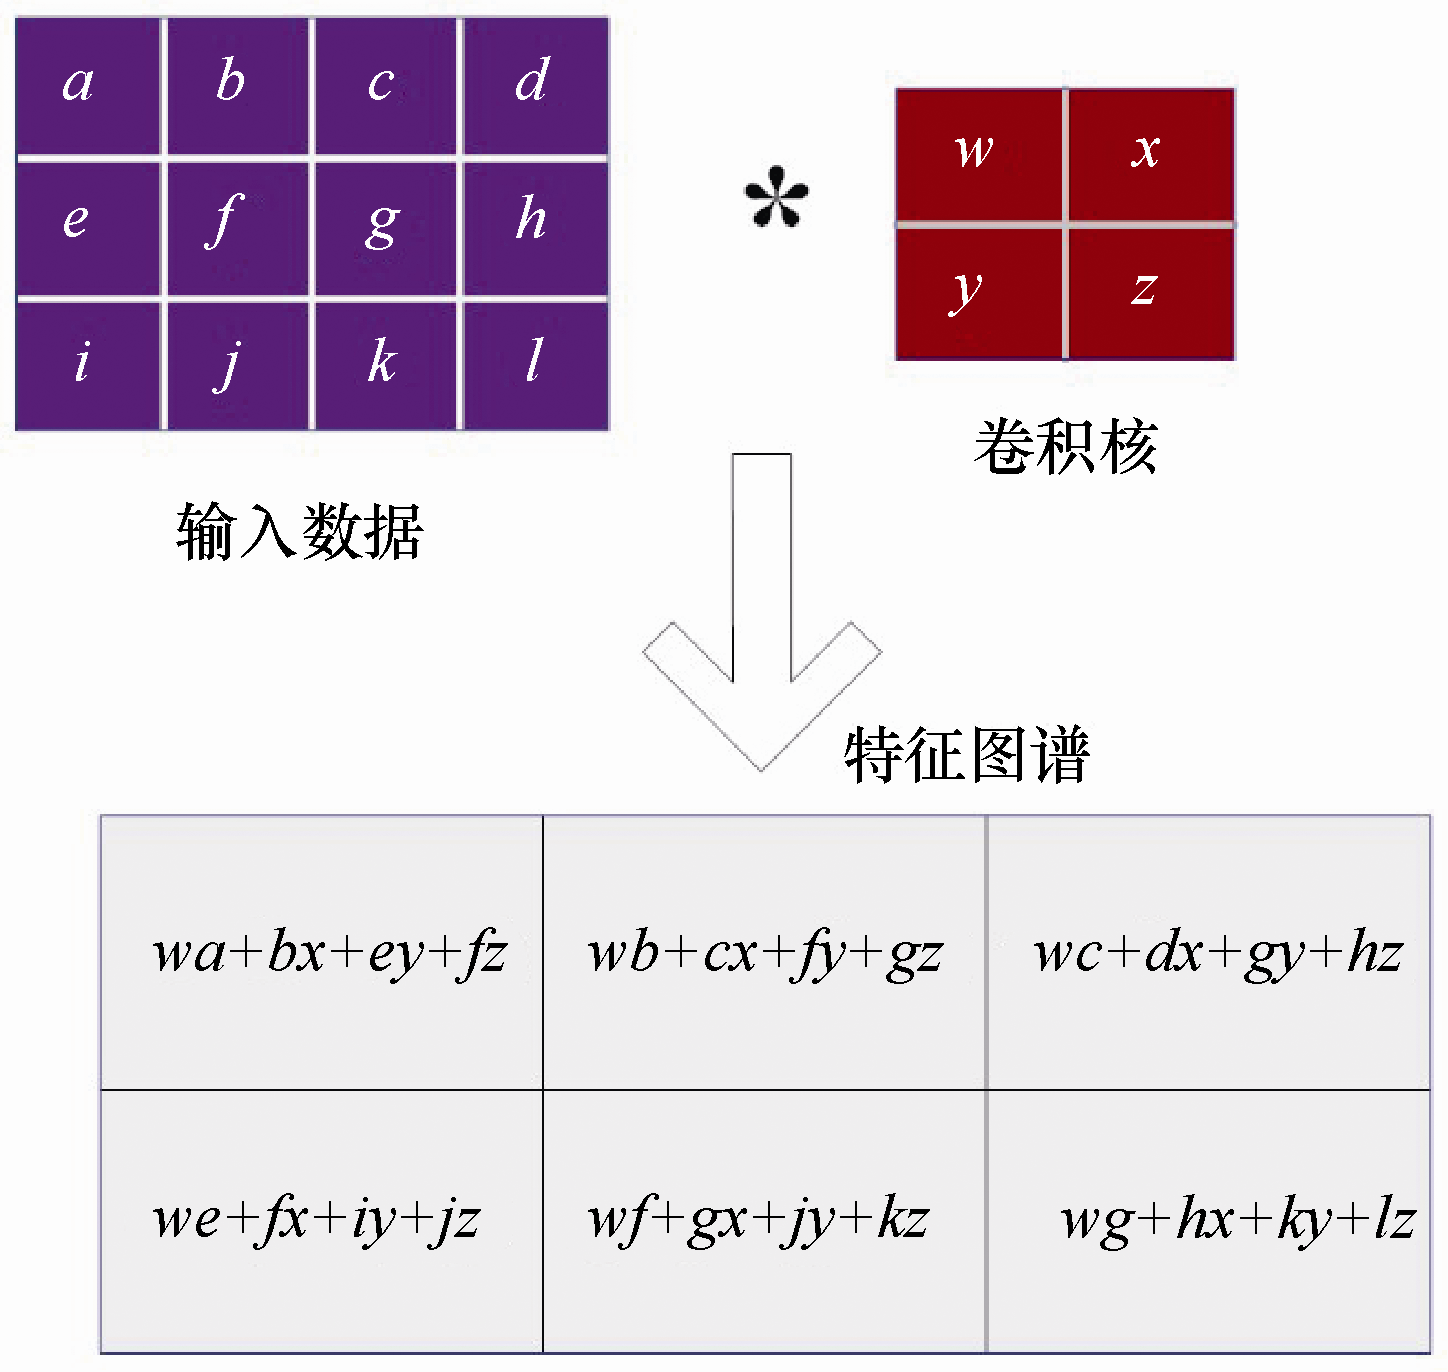 a b c d
e f g h
i j k l
*
w x
y z
卷积核
输入数据
特征图谱
wa+bx+ey+fz wb+cx+fy+gz wc+dx+gy+hz
we+fx+iy+jz wf+gx+jy+kz wg+hx+ky+lz